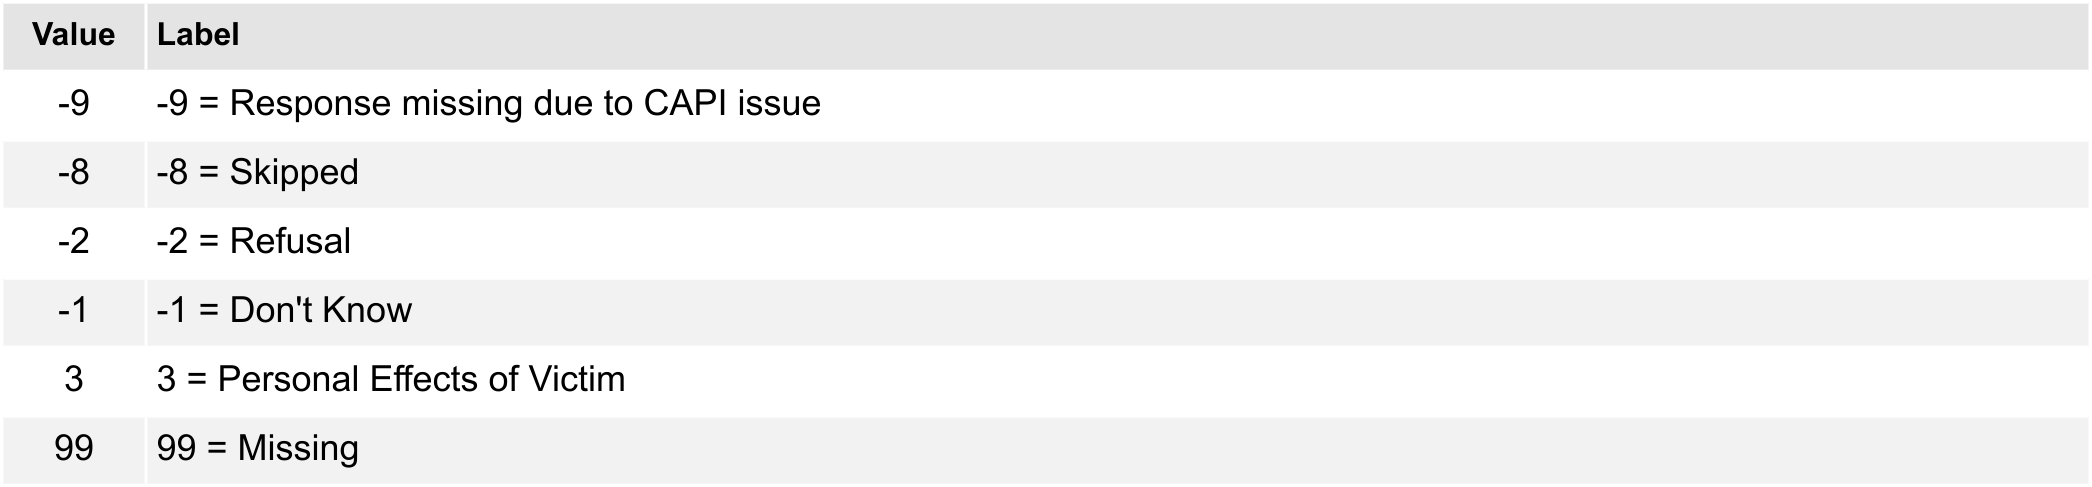 Value Label
-9 -9 = Response missing due to CAPI issue
-8 -8 = Skipped
-2 -2 = Refusal
-1 -1 = Don't Know
3 3 = Personal Effects of Victim
99 99 = Missing